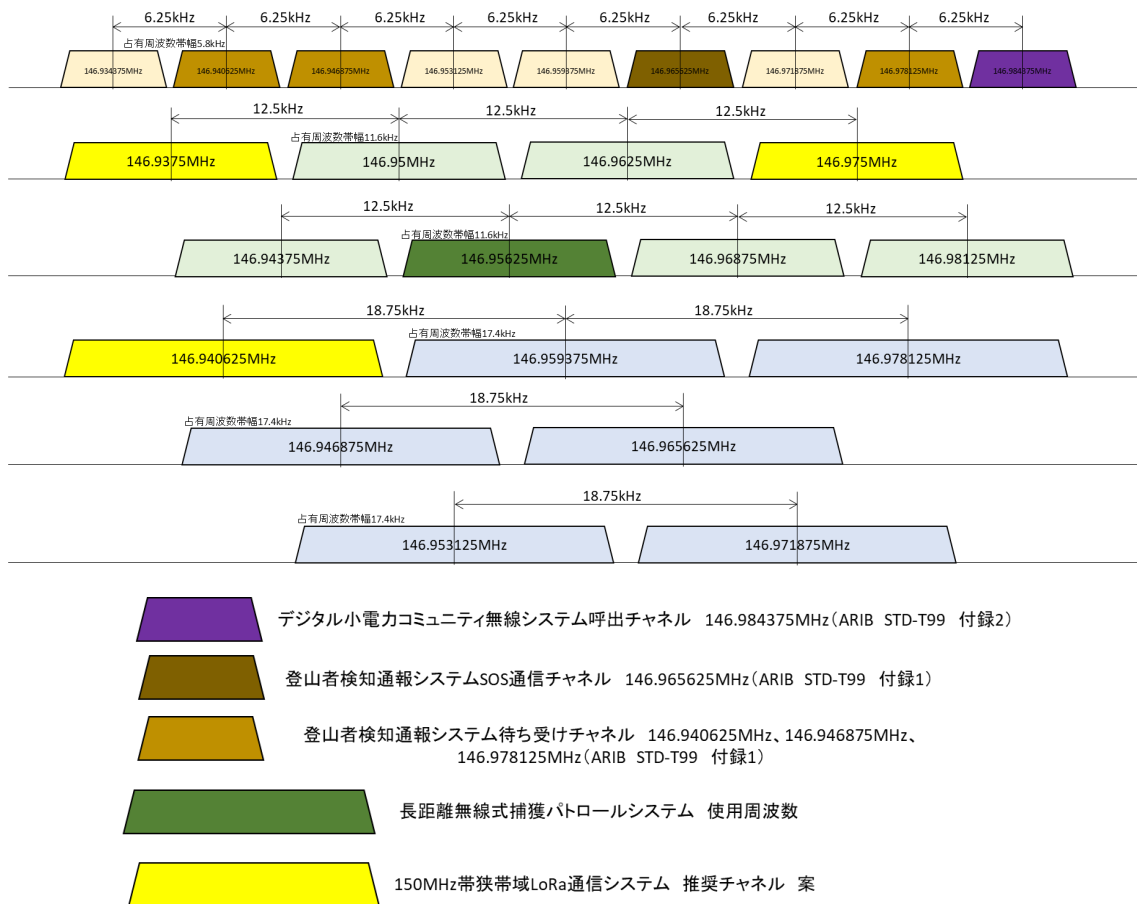 6.25kHz 6.25kHz 6.25kHz 6.25kHz 6.25kHz 6.25kHz 6.25kHz 6.25kHz
占有周波数帯幅5.8kHz
146.934375MHz 146.940625MHz 146.946875MHz 146.953125MHz 146.959375MHz 146.965625MHz 146.971875MHz 146.978125MHz 146.984375MHz
12.5kHz 12.5kHz 12.5kHz
占有周波数帯幅11.6kHz
146.9375MHz 146.95MHz 146.9625MHz 146.975MHz
12.5kHz 12.5kHz 12.5kHz
占有周波数帯幅11.6kHz
146.94375MHz 146.95625MHz 146.96875MHz 146.98125MHz
18.75kHz 18.75kHz
占有周波数帯幅17.4kHz
146.940625MHz 146.959375MHz 146.978125MHz
18.75kHz
占有周波数帯幅17.4kHz
146.946875MHz 146.965625MHz
18.75kHz
占有周波数帯幅17.4kHz
146.953125MHz 146.971875MHz
デジタル小電力コミュニティ無線システム呼出チャネル 146.984375MHz(ARIB STD-T99 付録2)
登山者検知通報システムSOS通信チャネル 146.965625MHz(ARIB STD-T99 付録1)
登山者検知通報システム待ち受けチャネル 146.940625MHz、146.946875MHz、
146.978125MHz(ARIB STD-T99 付録1)
長距離無線式捕獲パトロールシステム 使用周波数
150MHz帯狭帯域LoRa通信システム 推奨チャネル 案